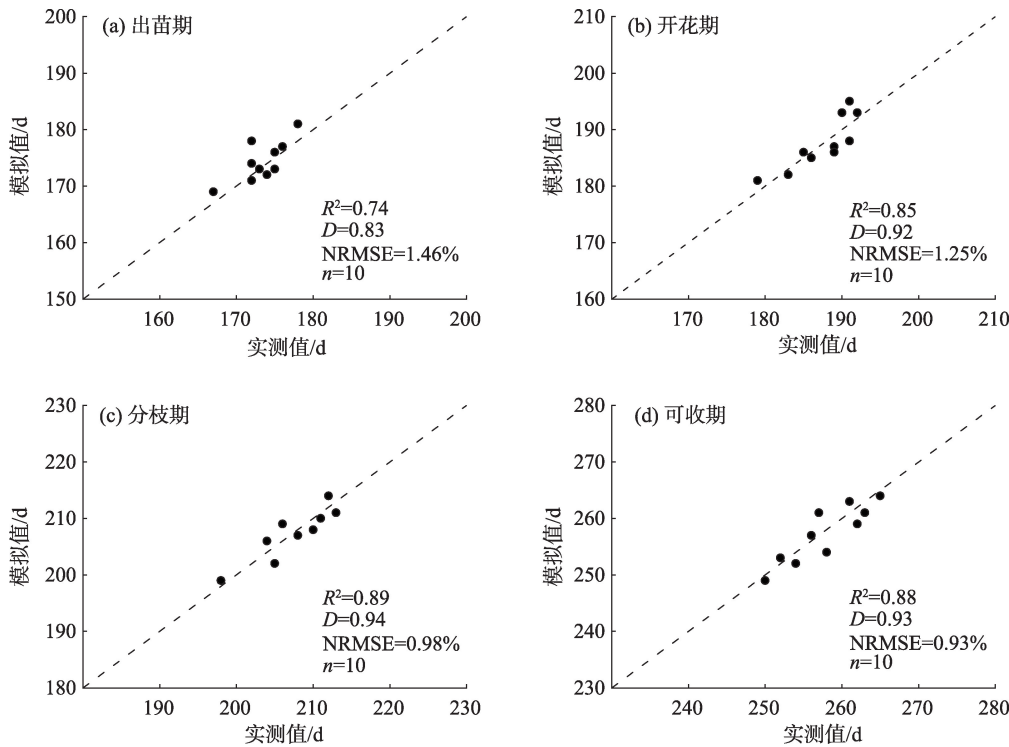 (a) 出苗期
200
190
180
170
160
150
模拟值/d
R²=0.74
D=0.83
NRMSE=1.46%
n=10
160 170 180 190 200
实测值/d
(b) 开花期
210
200
190
180
170
160
模拟值/d
R²=0.85
D=0.92
NRMSE=1.25%
n=10
170 180 190 200 210
实测值/d
(c) 分枝期
230
220
210
200
190
180
模拟值/d
R²=0.89
D=0.94
NRMSE=0.98%
n=10
190 200 210 220 230
实测值/d
(d) 可收期
280
270
260
250
240
230
模拟值/d
R²=0.88
D=0.93
NRMSE=0.93%
n=10
240 250 260 270 280
实测值/d